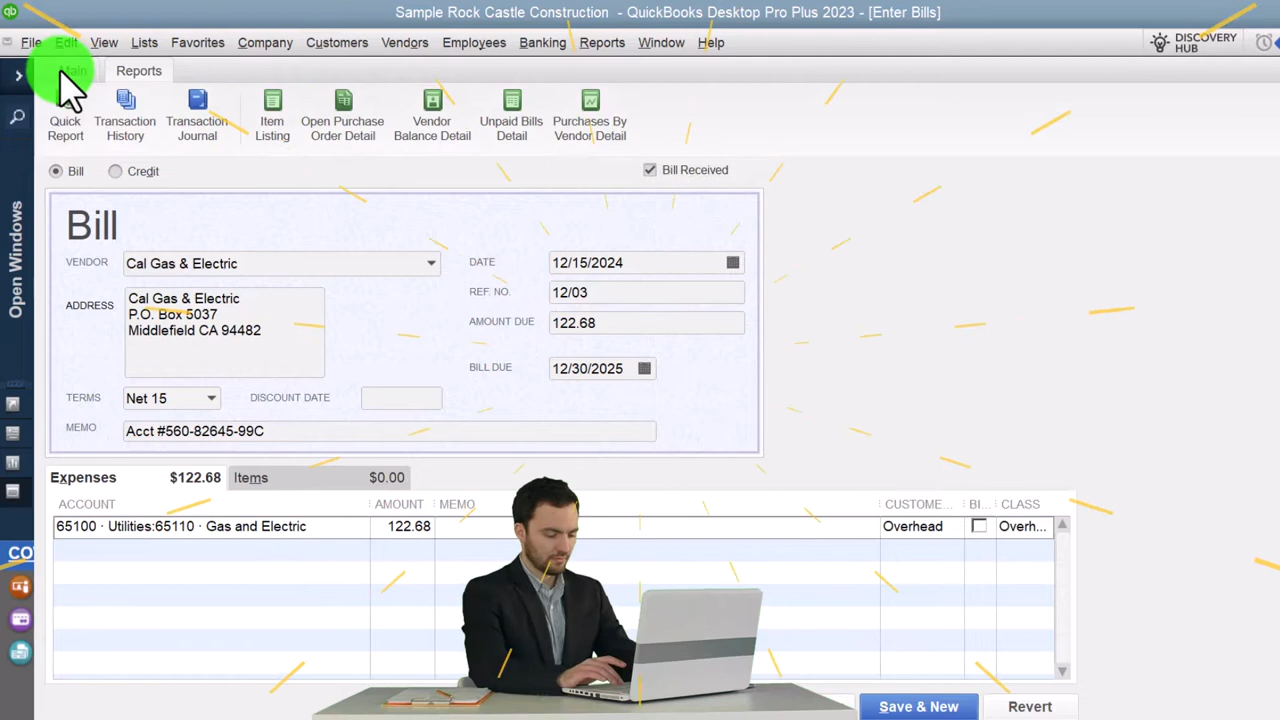 qb
Sample Rock Castle Construction - QuickBooks Desktop Pro Plus 2023 - [Enter Bills]
File Edit View Lists Favorites Company Customers Vendors Employees Banking Reports Window Help
DISCOVERY
HUB
Main Reports
Quick
Report
Transaction
History
Transaction
Journal
Item
Listing
Open Purchase
Order Detail
Vendor
Balance Detail
Unpaid Bills
Detail
Purchases By
Vendor Detail
Bill Credit Bill Received
Open Windows
Bill
VENDOR Cal Gas & Electric
ADDRESS
Cal Gas & Electric
P.O. Box 5037
Middlefield CA 94482
DATE 12/15/2024
REF. NO. 12/03
AMOUNT DUE 122.68
BILL DUE 12/30/2025
TERMS Net 15 DISCOUNT DATE
MEMO Acct #560-82645-99C
Expenses $122.68 Items $0.00
ACCOUNT AMOUNT MEMO CUSTOME... BI... CLASS
65100 · Utilities:65110 · Gas and Electric 122.68 Overhead Overh...
Save & New Revert